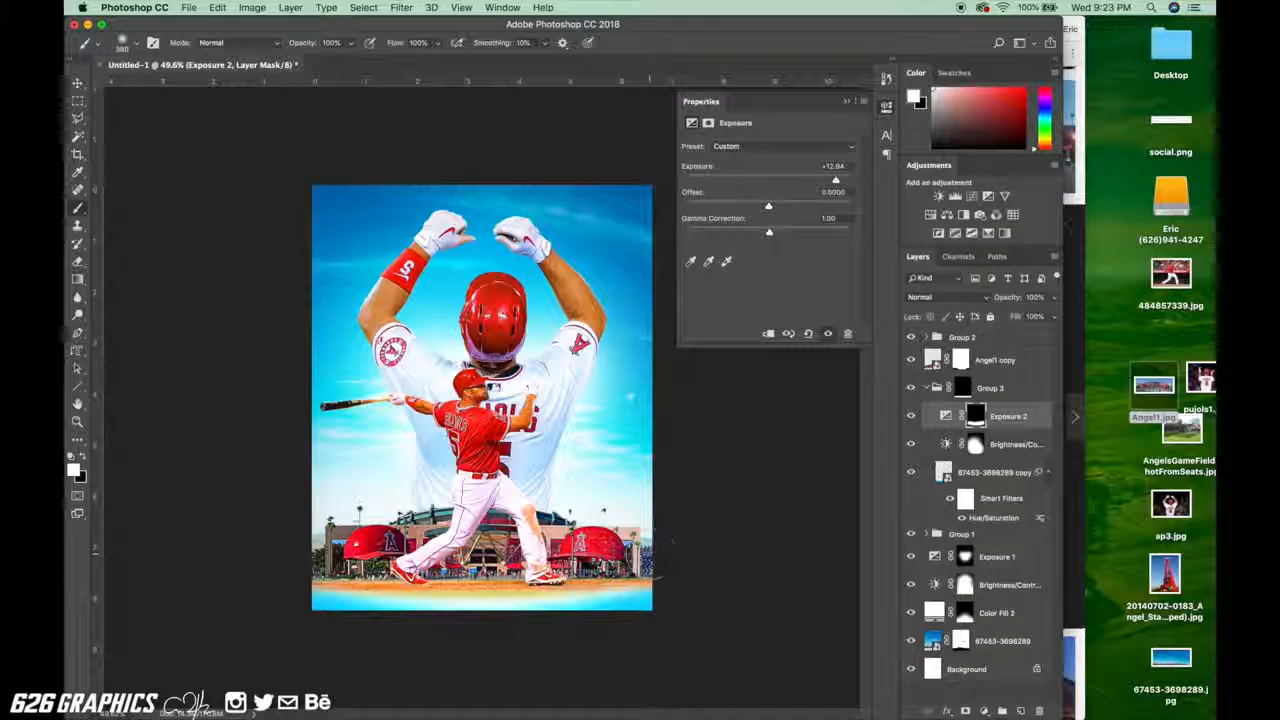 Photoshop CC File Edit Image Layer Type Select Filter 3D View Window Help 100% Wed 9:23 PM
Adobe Photoshop CC 2018
380 Mode: Normal Opacity: 100% Flow: 100% Smoothing: 10%
Untitled-1 @ 49.6% (Exposure 2, Layer Mask/8) *
Properties
Exposure
Preset: Custom
Exposure: +12.94
Offset: 0.0000
Gamma Correction: 1.00
Color Swatches
Adjustments
Add an adjustment
Layers Channels Paths
Kind
Normal Opacity: 100%
Lock: Fill: 100%
Group 2
Angel1 copy
Group 3
Exposure 2
Brightness/Co...
67453-3698289 copy
Smart Filters
Hue/Saturation
Group 1
Exposure 1
Brightness/Contr...
Color Fill 2
67453-3698289
Background
Eric
Desktop
social.png
Eric
(626)941-4247
484857339.jpg
Angel1.jpg
pujols1.
AngelsGameField
hotFromSeats.jpg
ap3.jpg
20140702-0183_A
ngel_Sta...ped).jpg
67453-3698289.j
pg
626 GRAPHICS Bē